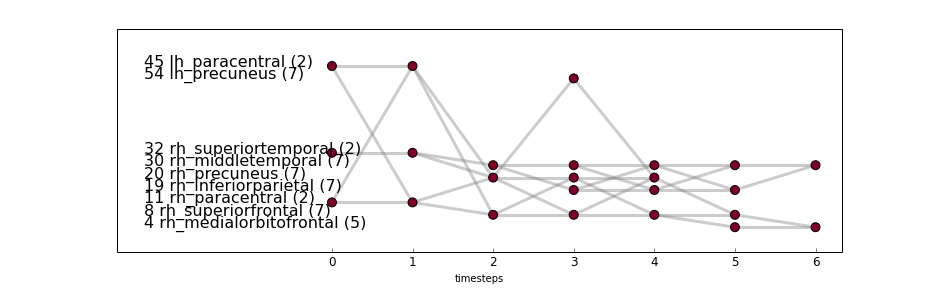 45 lh_paracentral (2)
54 lh_precuneus (7)
32 rh_superiortemporal (2)
30 rh_middletemporal (7)
20 rh_precuneus (7)
19 rh_inferiorparietal (7)
11 rh_paracentral (2)
8 rh_superiorfrontal (7)
4 rh_medialorbitofrontal (5)
0 1 2 3 4 5 6
timesteps